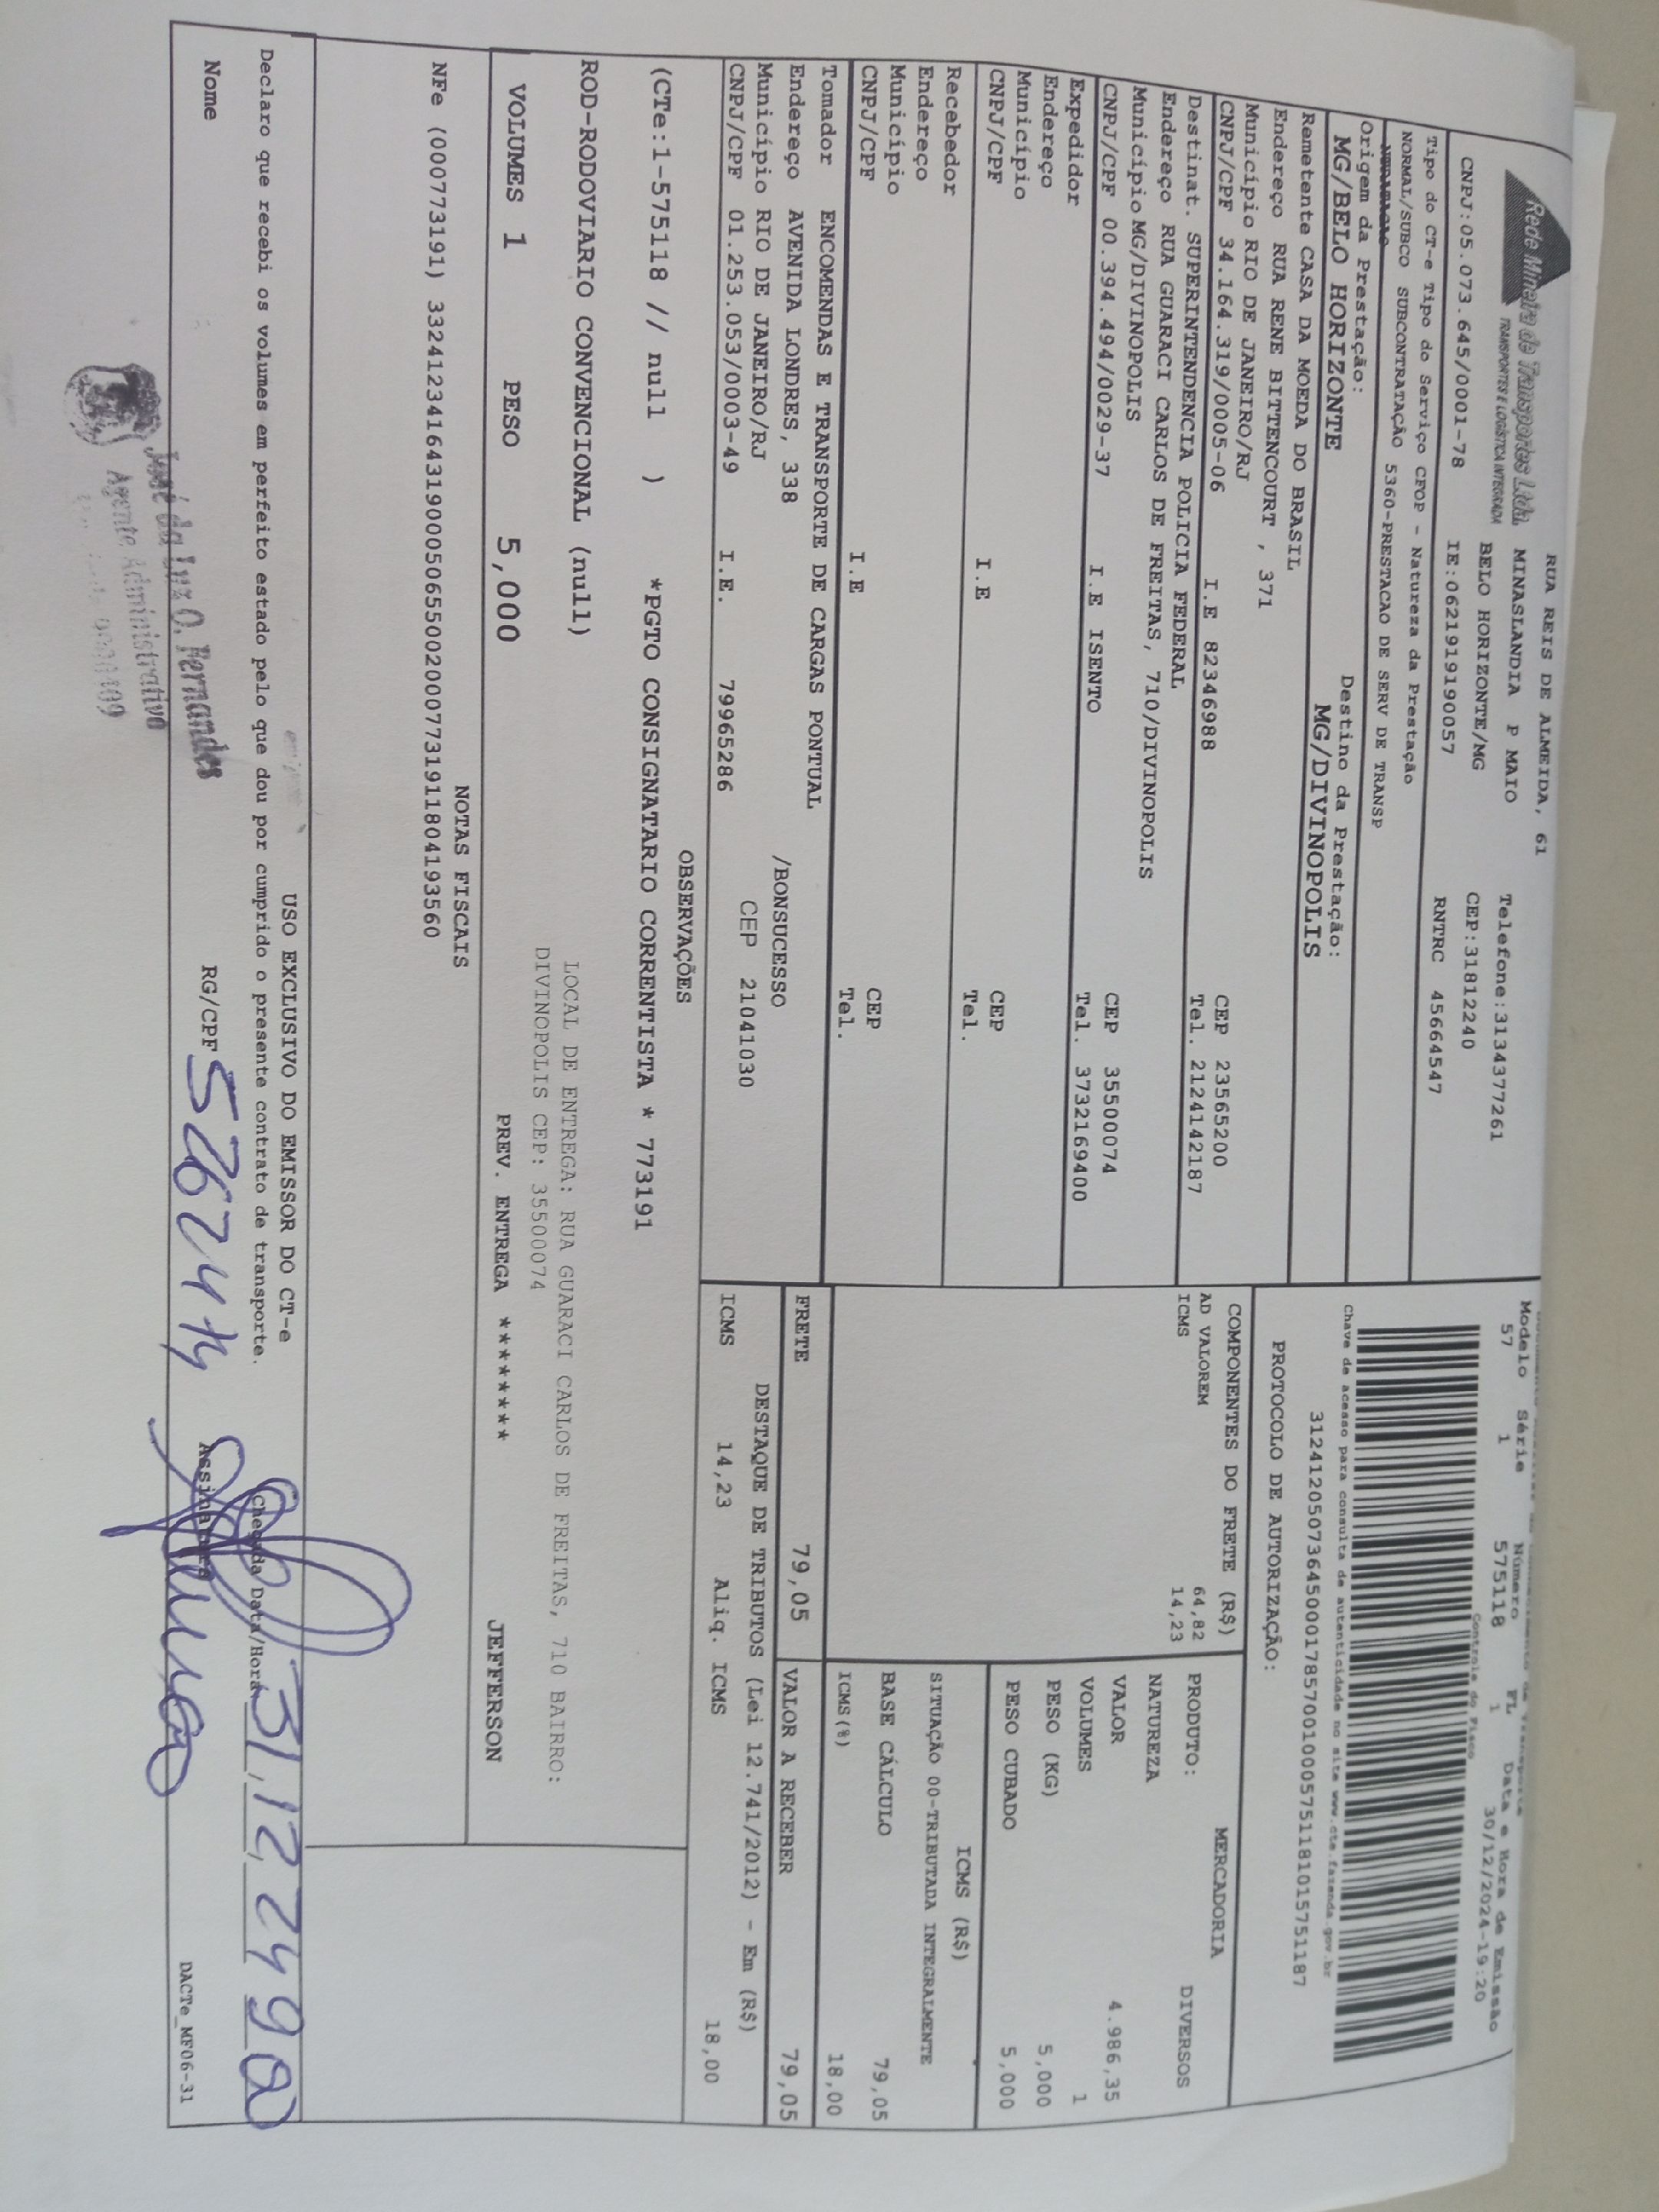 Rede Mineira de Transportes Ltda.
TRANSPORTES E LOGÍSTICA INTEGRADA
RUA REIS DE ALMEIDA, 61
MINASLANDIA P MAIO
BELO HORIZONTE/MG
Telefone:3134377261
CEP:31812240
CNPJ:05.073.645/0001-78 IE:0621919190057 RNTRC 45664547
Modelo Série Número FL Data e Hora de Emissão
57 1 575118 1 30/12/2024-19:20
Controle do Fisco
Chave de acesso para consulta de autenticidade no site www.cte.fazenda.gov.br
31241205073645000178570010005751181015751187
PROTOCOLO DE AUTORIZAÇÃO:
Tipo do CT-e Tipo do Serviço CFOP - Natureza da Prestação
NORMAL/SUBCO SUBCONTRATAÇÃO 5360-PRESTACAO DE SERV DE TRANSP
Origem da Prestação: Destino da Prestação:
MG/BELO HORIZONTE MG/DIVINOPOLIS
Remetente CASA DA MOEDA DO BRASIL
Endereço RUA RENE BITTENCOURT , 371
Município RIO DE JANEIRO/RJ CEP 23565200
CNPJ/CPF 34.164.319/0005-06 I.E 82346988 Tel. 2124142187
Destinat. SUPERINTENDENCIA POLICIA FEDERAL
Endereço RUA GUARACI CARLOS DE FREITAS, 710/DIVINOPOLIS
Município MG/DIVINOPOLIS CEP 35500074
CNPJ/CPF 00.394.494/0029-37 I.E ISENTO Tel. 3732169400
Expedidor
Endereço
Município CEP
CNPJ/CPF I.E Tel.
Recebedor
Endereço
Município CEP
CNPJ/CPF I.E Tel.
Tomador ENCOMENDAS E TRANSPORTE DE CARGAS PONTUAL
Endereço AVENIDA LONDRES, 338 /BONSUCESSO
Município RIO DE JANEIRO/RJ CEP 21041030
CNPJ/CPF 01.253.053/0003-49 I.E. 79965286
COMPONENTES DO FRETE (R$)
AD VALOREM 64,82
ICMS 14,23
MERCADORIA
PRODUTO: DIVERSOS
NATUREZA
VALOR 4.986,35
VOLUMES 1
PESO (KG) 5,000
PESO CUBADO 5,000
ICMS (R$)
SITUAÇÃO 00-TRIBUTADA INTEGRALMENTE
BASE CÁLCULO 79,05
ICMS(%) 18,00
FRETE 79,05 VALOR A RECEBER 79,05
DESTAQUE DE TRIBUTOS (Lei 12.741/2012) - Em (R$)
ICMS 14,23 Aliq. ICMS 18,00
OBSERVAÇÕES
(CTe:1-575118 // null ) *PGTO CONSIGNATARIO CORRENTISTA * 773191
ROD-RODOVIARIO CONVENCIONAL (null)
LOCAL DE ENTREGA: RUA GUARACI CARLOS DE FREITAS, 710 BAIRRO:
DIVINOPOLIS CEP: 35500074
VOLUMES 1 PESO 5,000 PREV. ENTREGA ******** JEFFERSON
NOTAS FISCAIS
NFe (000773191) 33241234164319000506550020007731911804193560
USO EXCLUSIVO DO EMISSOR DO CT-e
Declaro que recebi os volumes em perfeito estado pelo que dou por cumprido o presente contrato de transporte.
Chegada Data/Hora 31 12 24 9
Nome RG/CPF Assinatura
José da Luz O. Fernandes
Agente Administrativo
DACTe_MF06-31